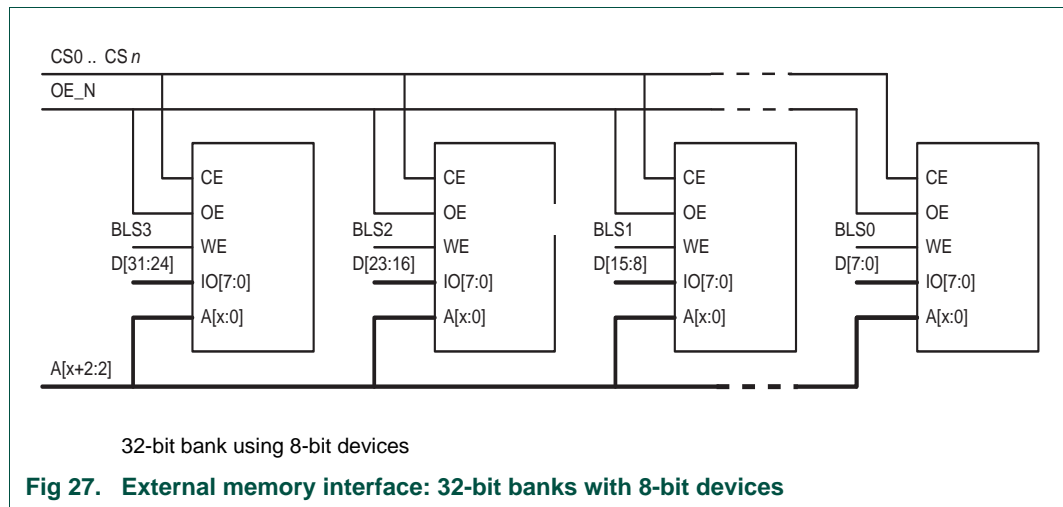 CS0 .. CSn
OE_N
CE
OE
BLS3
WE
D[31:24]
IO[7:0]
A[x:0]
CE
OE
BLS2
WE
D[23:16]
IO[7:0]
A[x:0]
CE
OE
BLS1
WE
D[15:8]
IO[7:0]
A[x:0]
CE
OE
BLS0
WE
D[7:0]
IO[7:0]
A[x:0]
A[x+2:2]
32-bit bank using 8-bit devices
Fig 27. External memory interface: 32-bit banks with 8-bit devices